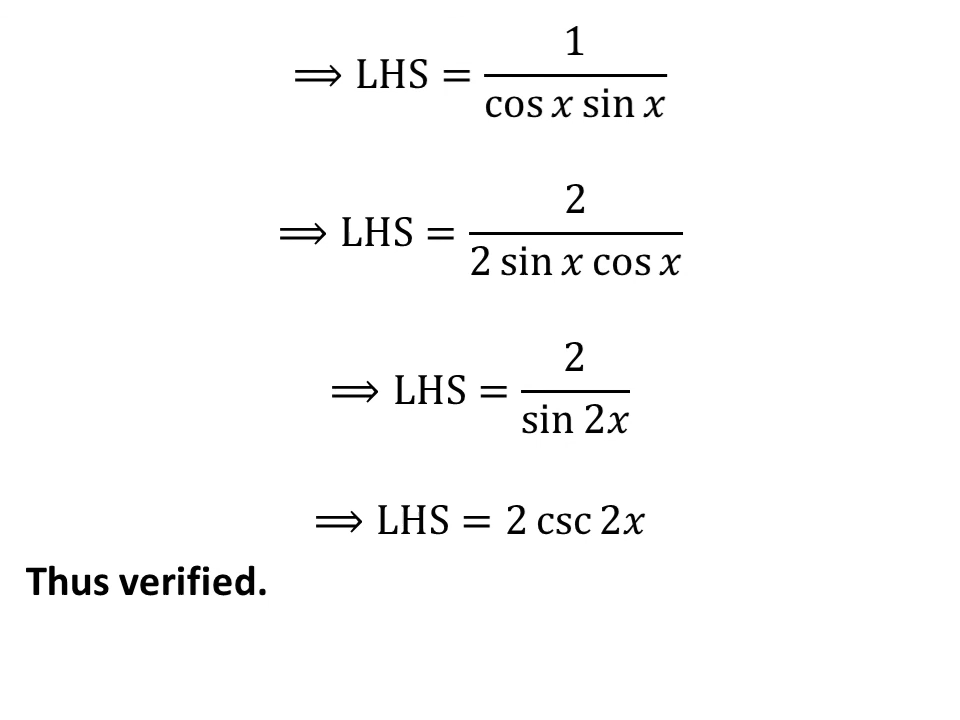 ⟹ LHS = 1 / cos x sin x
⟹ LHS = 2 / 2 sin x cos x
⟹ LHS = 2 / sin 2x
⟹ LHS = 2 csc 2x
Thus verified.